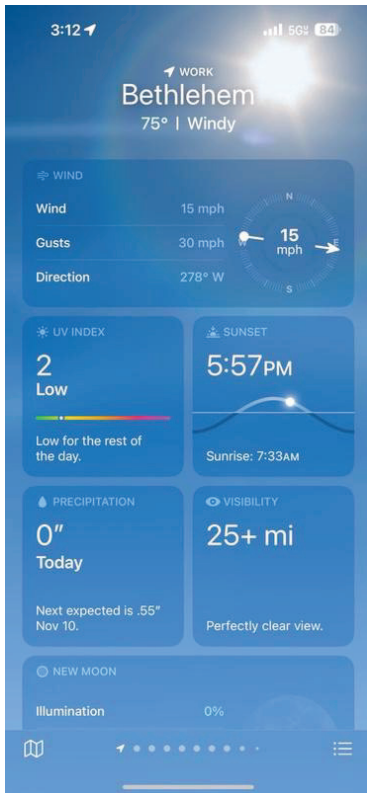 3:12
5G
84
WORK
Bethlehem
75° | Windy
WIND
Wind 15 mph
Gusts 30 mph
Direction 278° W
N
W
15
mph
E
S
UV INDEX
2
Low
Low for the rest of
the day.
SUNSET
5:57PM
Sunrise: 7:33AM
PRECIPITATION
0"
Today
Next expected is .55"
Nov 10.
VISIBILITY
25+ mi
Perfectly clear view.
NEW MOON
Illumination 0%